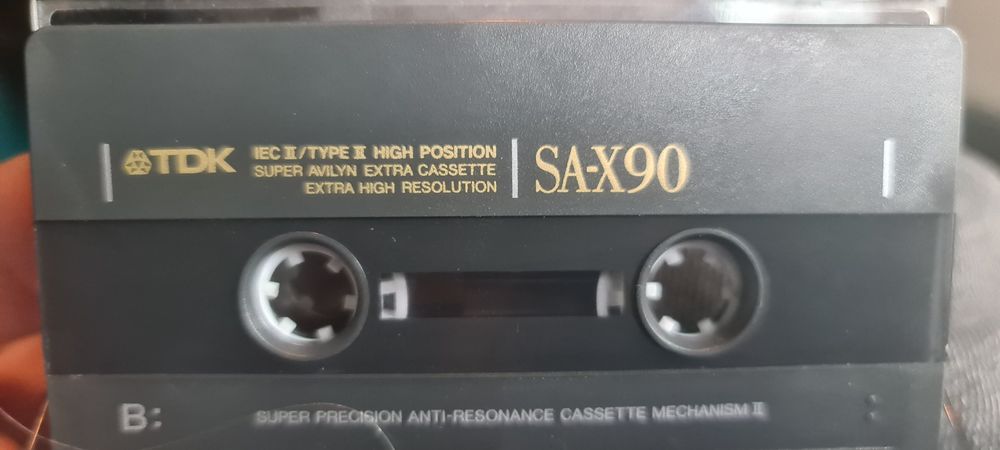 TDK
IEC II/TYPE II HIGH POSITION
SUPER AVILYN EXTRA CASSETTE
EXTRA HIGH RESOLUTION
SA-X90
B:
SUPER PRECISION ANTI-RESONANCE CASSETTE MECHANISM II